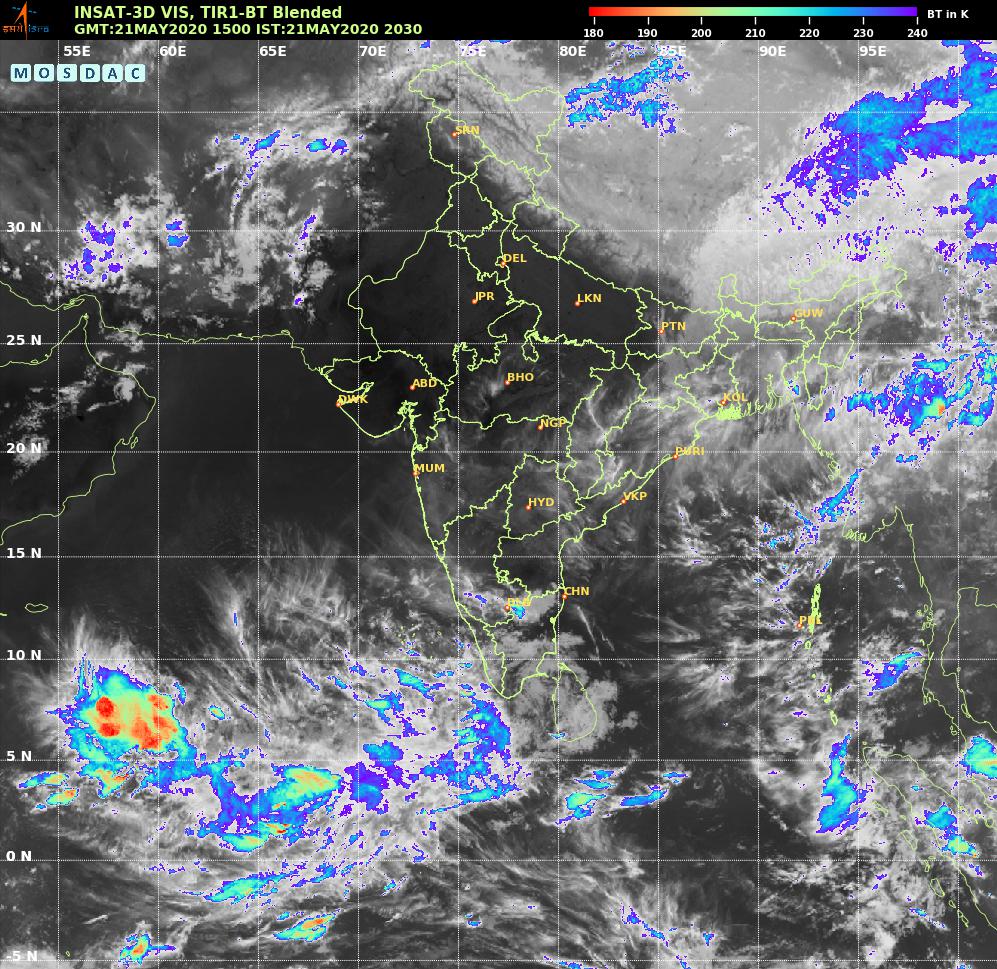 INSAT-3D VIS, TIR1-BT Blended
GMT:21MAY2020 1500 IST:21MAY2020 2030
BT in K
180 190 200 210 220 230 240
55E 60E 65E 70E 75E 80E 85E 90E 95E
MOSDAC
SRN
30 N
DEL
JPR LKN
GUW
PTN
25 N
BHO
ABD
DWK KOL
NGP
20 N PURI
MUM
HYD VKP
15 N
CHN
BLR
PBL
10 N
5 N
0 N
-5 N